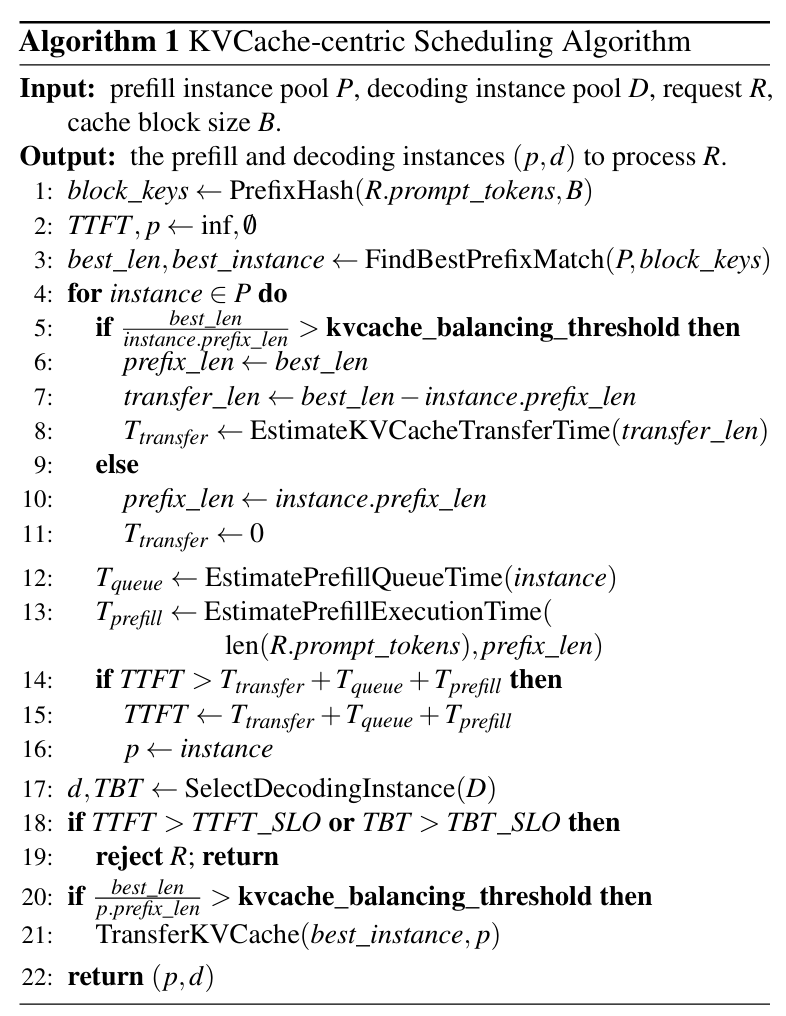 Algorithm 1 KVCache-centric Scheduling Algorithm
Input: prefill instance pool P, decoding instance pool D, request R,
cache block size B.
Output: the prefill and decoding instances (p,d) to process R.
1: block_keys ← PrefixHash(R.prompt_tokens,B)
2: TTFT,p ← inf,∅
3: best_len,best_instance ← FindBestPrefixMatch(P,block_keys)
4: for instance ∈ P do
5: if best_len/instance.prefix_len > kvcache_balancing_threshold then
6: prefix_len ← best_len
7: transfer_len ← best_len − instance.prefix_len
8: T_transfer ← EstimateKVCacheTransferTime(transfer_len)
9: else
10: prefix_len ← instance.prefix_len
11: T_transfer ← 0
12: T_queue ← EstimatePrefillQueueTime(instance)
13: T_prefill ← EstimatePrefillExecutionTime(
len(R.prompt_tokens),prefix_len)
14: if TTFT > T_transfer + T_queue + T_prefill then
15: TTFT ← T_transfer + T_queue + T_prefill
16: p ← instance
17: d,TBT ← SelectDecodingInstance(D)
18: if TTFT > TTFT_SLO or TBT > TBT_SLO then
19: reject R; return
20: if best_len/p.prefix_len > kvcache_balancing_threshold then
21: TransferKVCache(best_instance,p)
22: return (p,d)